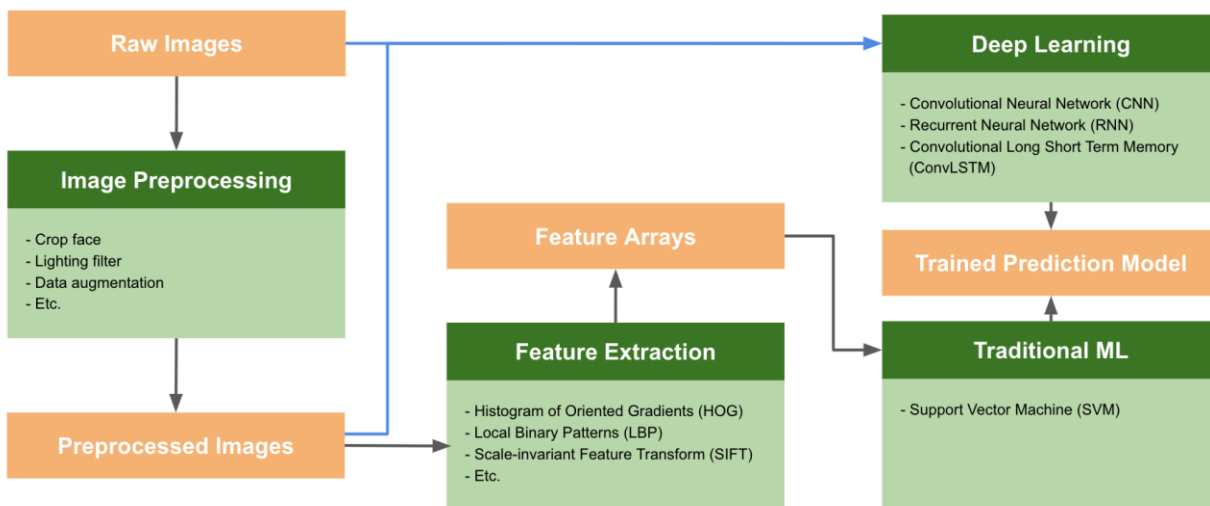 Raw Images
Deep Learning
- Convolutional Neural Network (CNN)
- Recurrent Neural Network (RNN)
- Convolutional Long Short Term Memory
(ConvLSTM)
Image Preprocessing
- Crop face
- Lighting filter
- Data augmentation
- Etc.
Feature Arrays
Trained Prediction Model
Feature Extraction
- Histogram of Oriented Gradients (HOG)
- Local Binary Patterns (LBP)
- Scale-invariant Feature Transform (SIFT)
- Etc.
Traditional ML
- Support Vector Machine (SVM)
Preprocessed Images